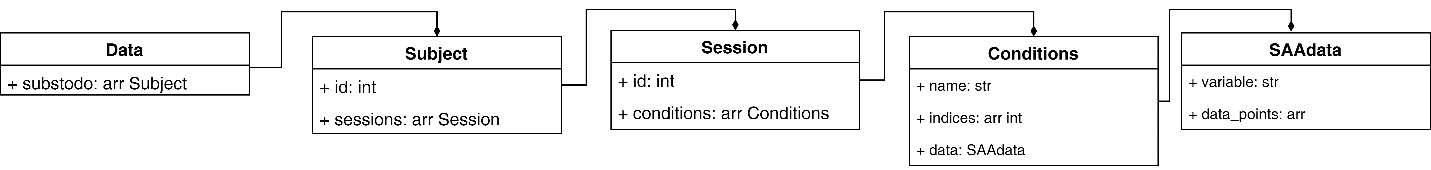 Data
+ substodo: arr Subject
Subject
+ id: int
+ sessions: arr Session
Session
+ id: int
+ conditions: arr Conditions
Conditions
+ name: str
+ indices: arr int
+ data: SAAdata
SAAdata
+ variable: str
+ data_points: arr